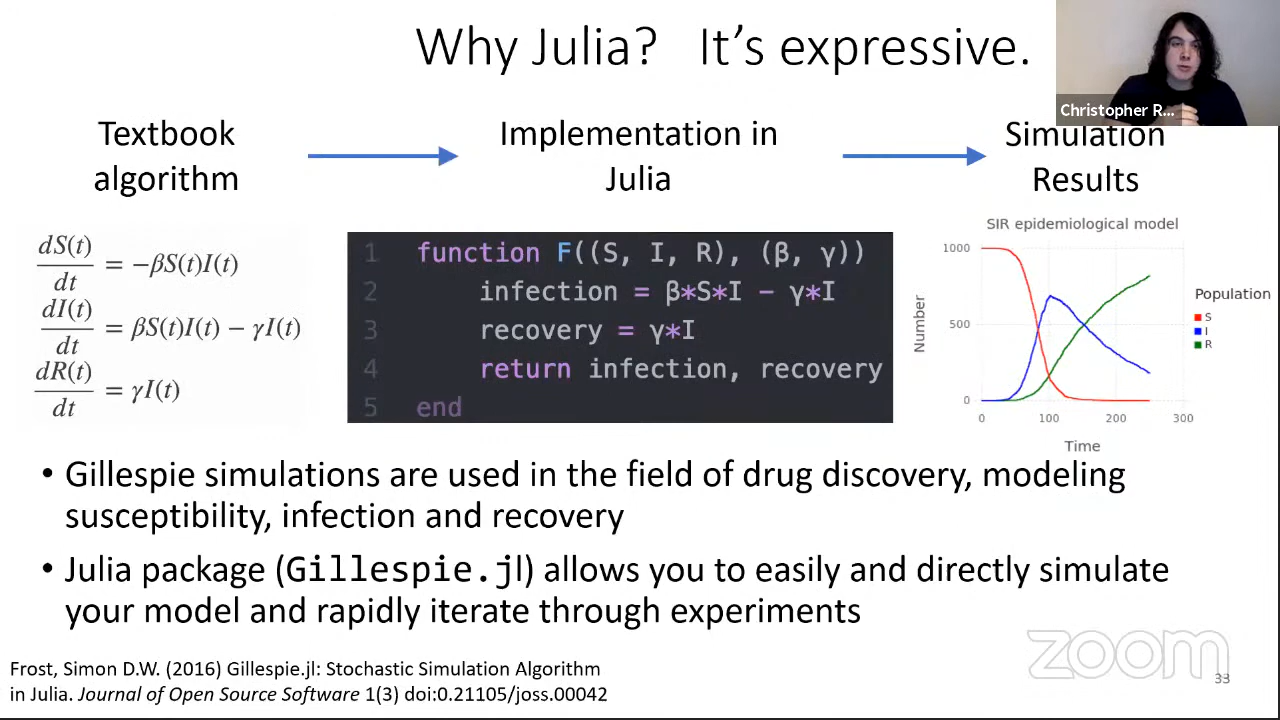 Why Julia? It’s expressive.
Christopher R...
Textbook
algorithm
Implementation in
Julia
Simulation
Results
dS(t)
dt
= −βS(t)I(t)
dI(t)
dt
= βS(t)I(t) − γI(t)
dR(t)
dt
= γI(t)
1 function F((S, I, R), (β, γ))
2 infection = β*S*I − γ*I
3 recovery = γ*I
4 return infection, recovery
5 end
SIR epidemiological model
1000
500
0
Number
0 100 200 300
Time
Population
S
I
R
• Gillespie simulations are used in the field of drug discovery, modeling
susceptibility, infection and recovery
• Julia package (Gillespie.jl) allows you to easily and directly simulate
your model and rapidly iterate through experiments
Frost, Simon D.W. (2016) Gillespie.jl: Stochastic Simulation Algorithm
in Julia. Journal of Open Source Software 1(3) doi:0.21105/joss.00042
zoom
33